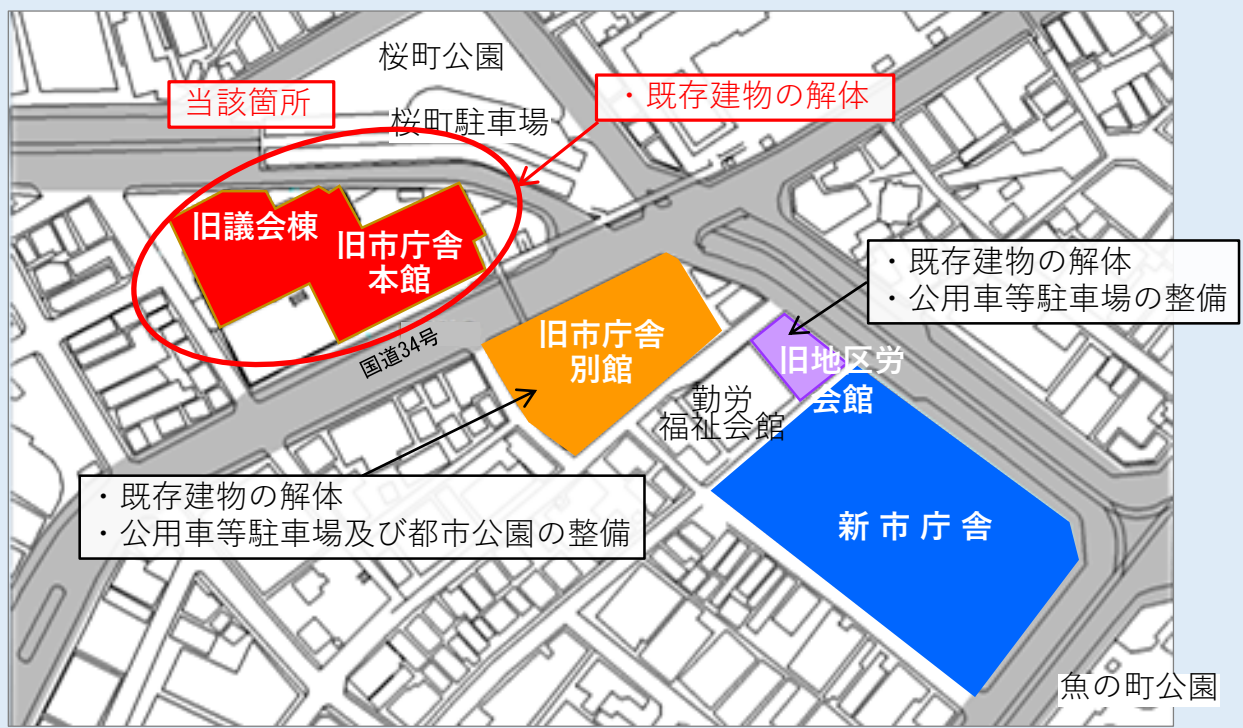 桜町公園
当該箇所
・既存建物の解体
桜町駐車場
旧議会棟
旧市庁舎
本館
・既存建物の解体
・公用車等駐車場の整備
国道34号
旧市庁舎
別館
旧地区労
会館
勤労
福祉会館
・既存建物の解体
・公用車等駐車場及び都市公園の整備
新市庁舎
魚の町公園